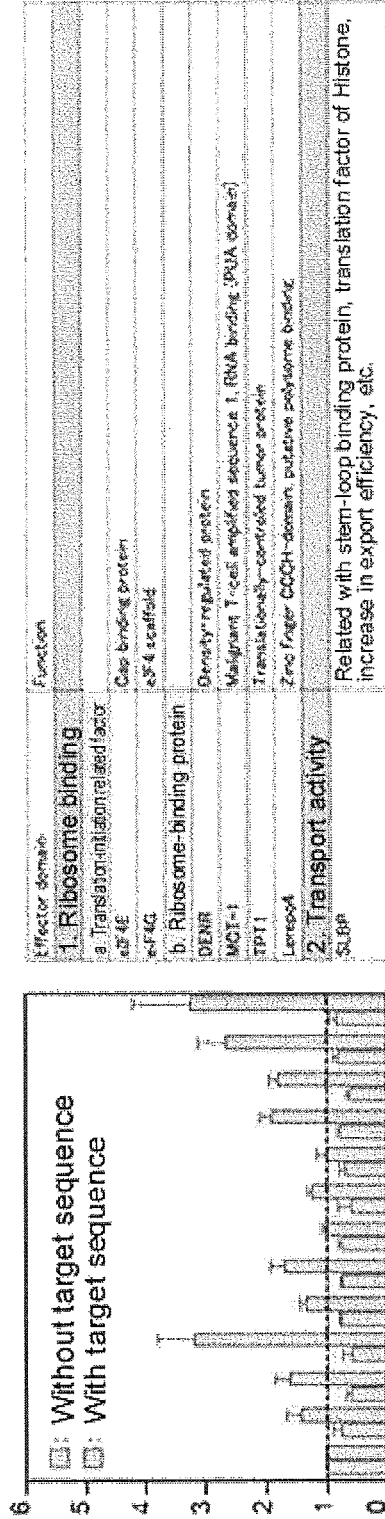 6
5
4
3
2
1
0
: Without target sequence
: With target sequence
Effector domain Function
1. Ribosome binding
a. Translation-initiation related factor
eIF4E Cap binding protein
eIF4G eIF4 scaffold
b. Ribosome-binding protein
DENR Density-regulated protein
MCT-1 Malignant T-cell amplified sequence 1, RNA binding (PUA domain)
TPT1 Translationally-controlled tumor protein
Lerepo4 Zinc finger CCCH-domain, putative polysome binding,
2. Transport activity
SLBP Related with stem-loop binding protein, translation factor of Histone,
increase in export efficiency, etc.